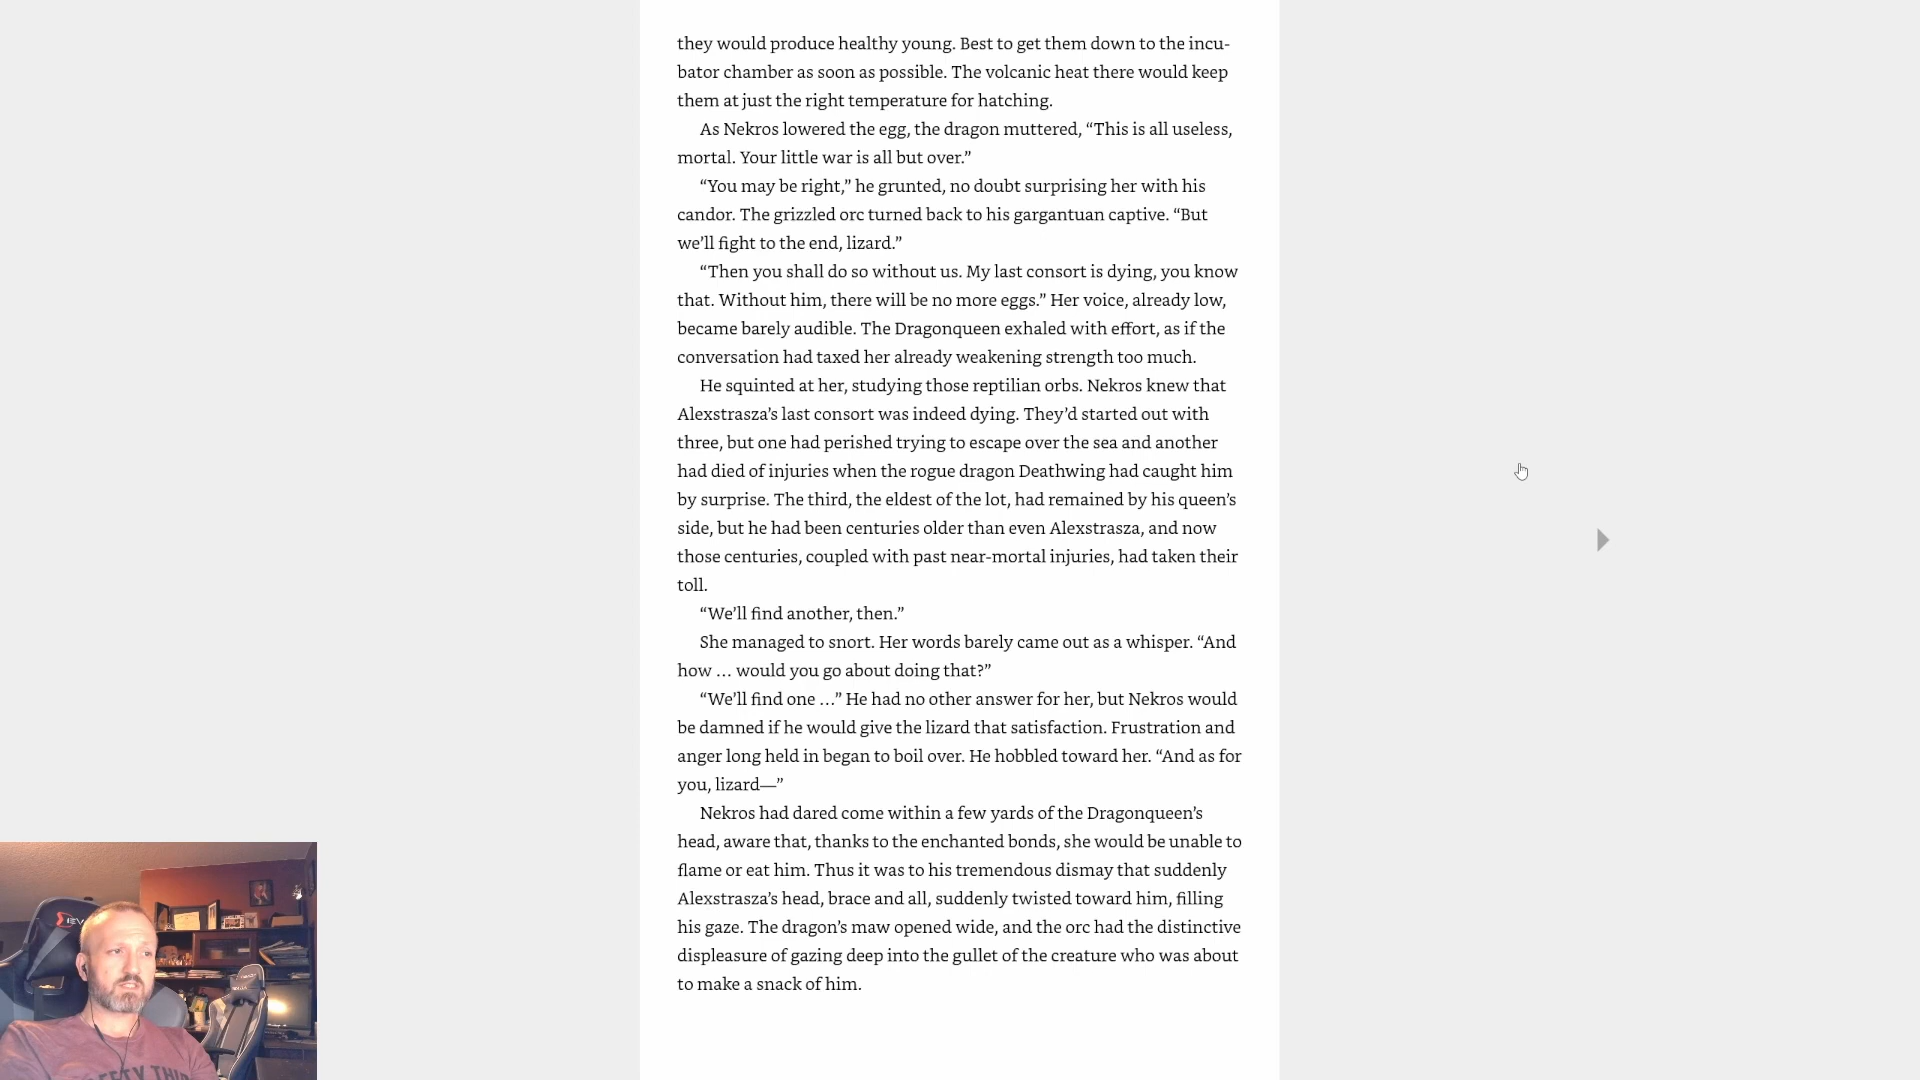 they would produce healthy young. Best to get them down to the incu-
bator chamber as soon as possible. The volcanic heat there would keep
them at just the right temperature for hatching.
As Nekros lowered the egg, the dragon muttered, “This is all useless,
mortal. Your little war is all but over.”
“You may be right,” he grunted, no doubt surprising her with his
candor. The grizzled orc turned back to his gargantuan captive. “But
we’ll fight to the end, lizard.”
“Then you shall do so without us. My last consort is dying, you know
that. Without him, there will be no more eggs.” Her voice, already low,
became barely audible. The Dragonqueen exhaled with effort, as if the
conversation had taxed her already weakening strength too much.
He squinted at her, studying those reptilian orbs. Nekros knew that
Alexstrasza’s last consort was indeed dying. They’d started out with
three, but one had perished trying to escape over the sea and another
had died of injuries when the rogue dragon Deathwing had caught him
by surprise. The third, the eldest of the lot, had remained by his queen’s
side, but he had been centuries older than even Alexstrasza, and now
those centuries, coupled with past near-mortal injuries, had taken their
toll.
“We’ll find another, then.”
She managed to snort. Her words barely came out as a whisper. “And
how … would you go about doing that?”
“We’ll find one …” He had no other answer for her, but Nekros would
be damned if he would give the lizard that satisfaction. Frustration and
anger long held in began to boil over. He hobbled toward her. “And as for
you, lizard—”
Nekros had dared come within a few yards of the Dragonqueen’s
head, aware that, thanks to the enchanted bonds, she would be unable to
flame or eat him. Thus it was to his tremendous dismay that suddenly
Alexstrasza’s head, brace and all, suddenly twisted toward him, filling
his gaze. The dragon’s maw opened wide, and the orc had the distinctive
displeasure of gazing deep into the gullet of the creature who was about
to make a snack of him.